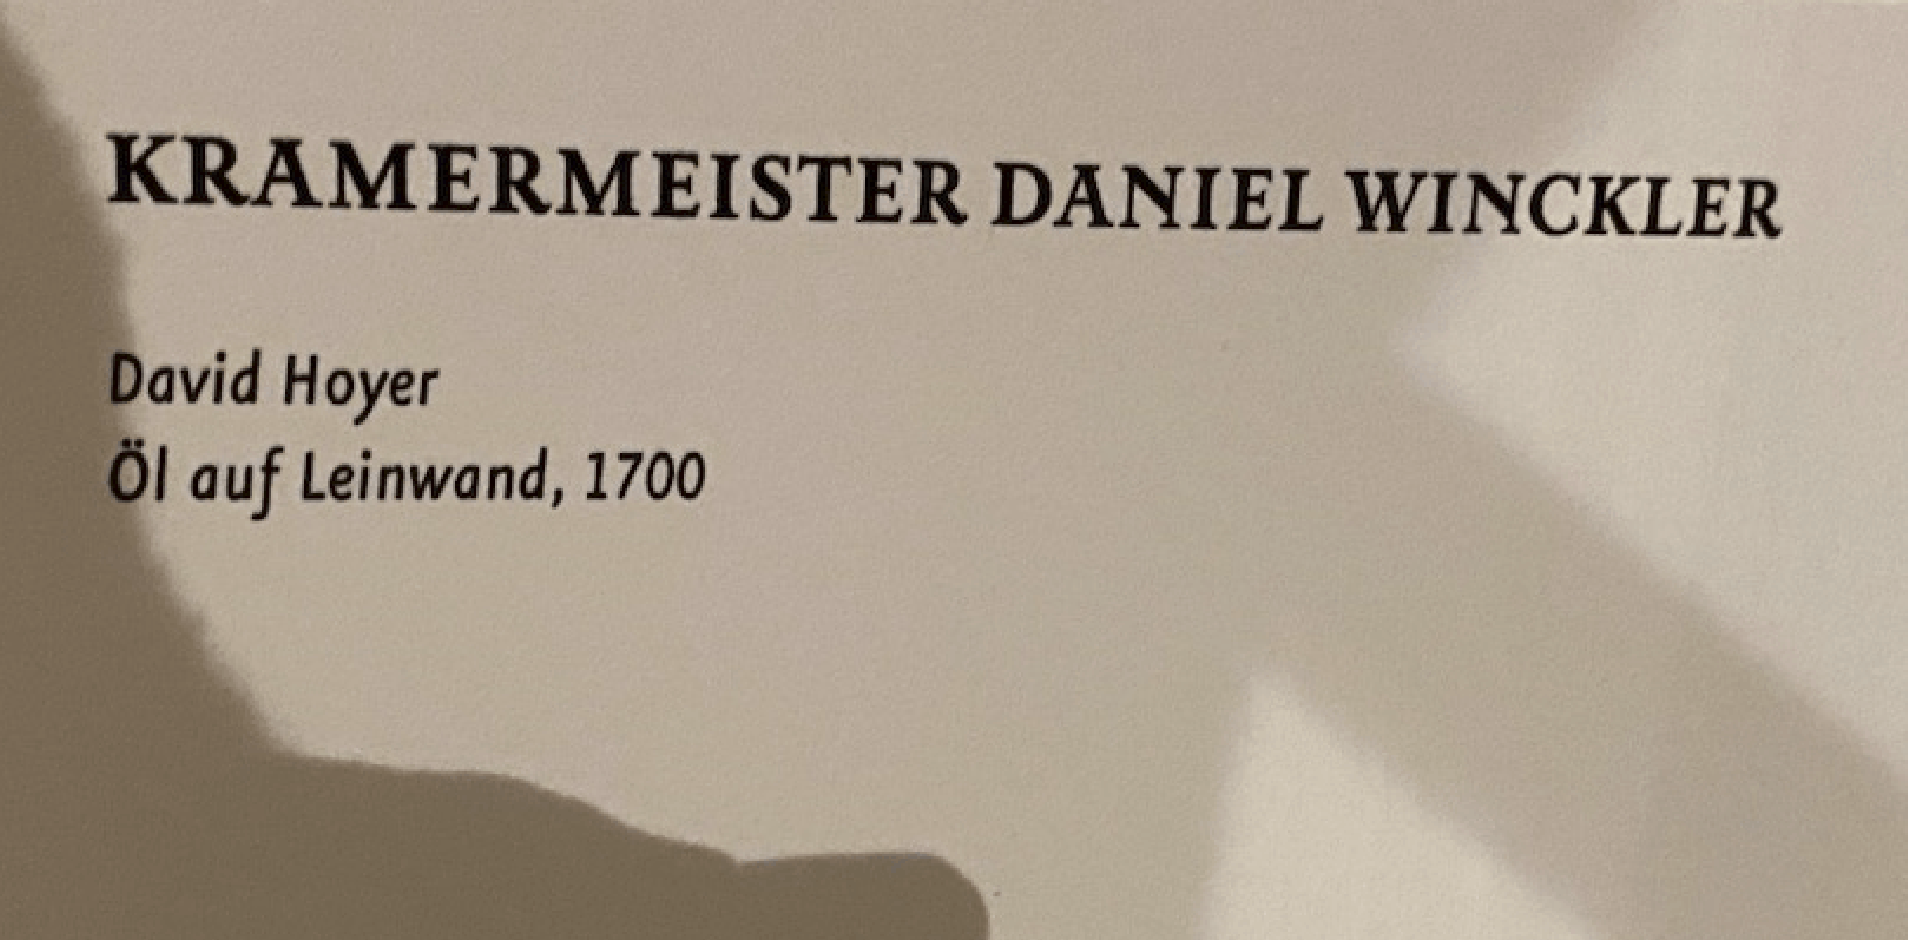 KRAMERMEISTER DANIEL WINCKLER
David Hoyer
Öl auf Leinwand, 1700